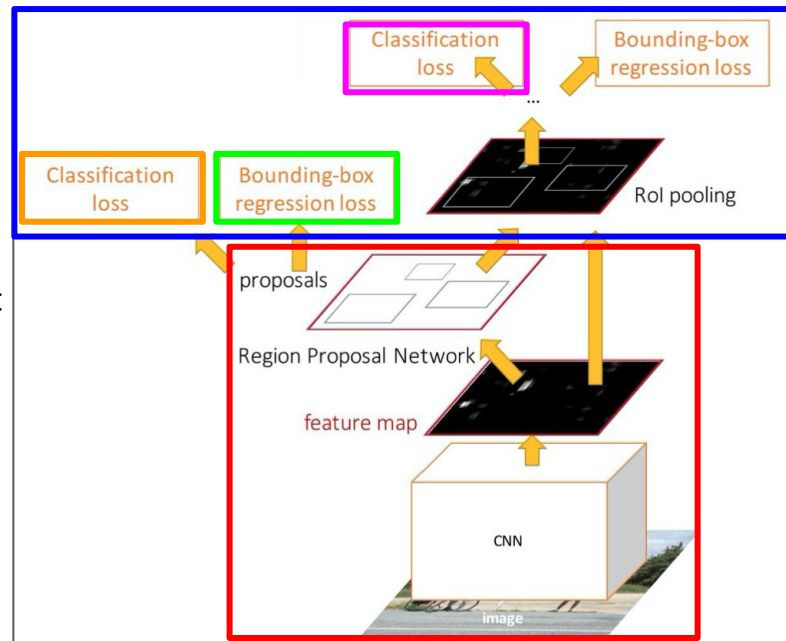 Classification
loss
Bounding-box
regression loss
...
RoI pooling
Classification
loss
Bounding-box
regression loss
proposals
Region Proposal Network
feature map
CNN
image